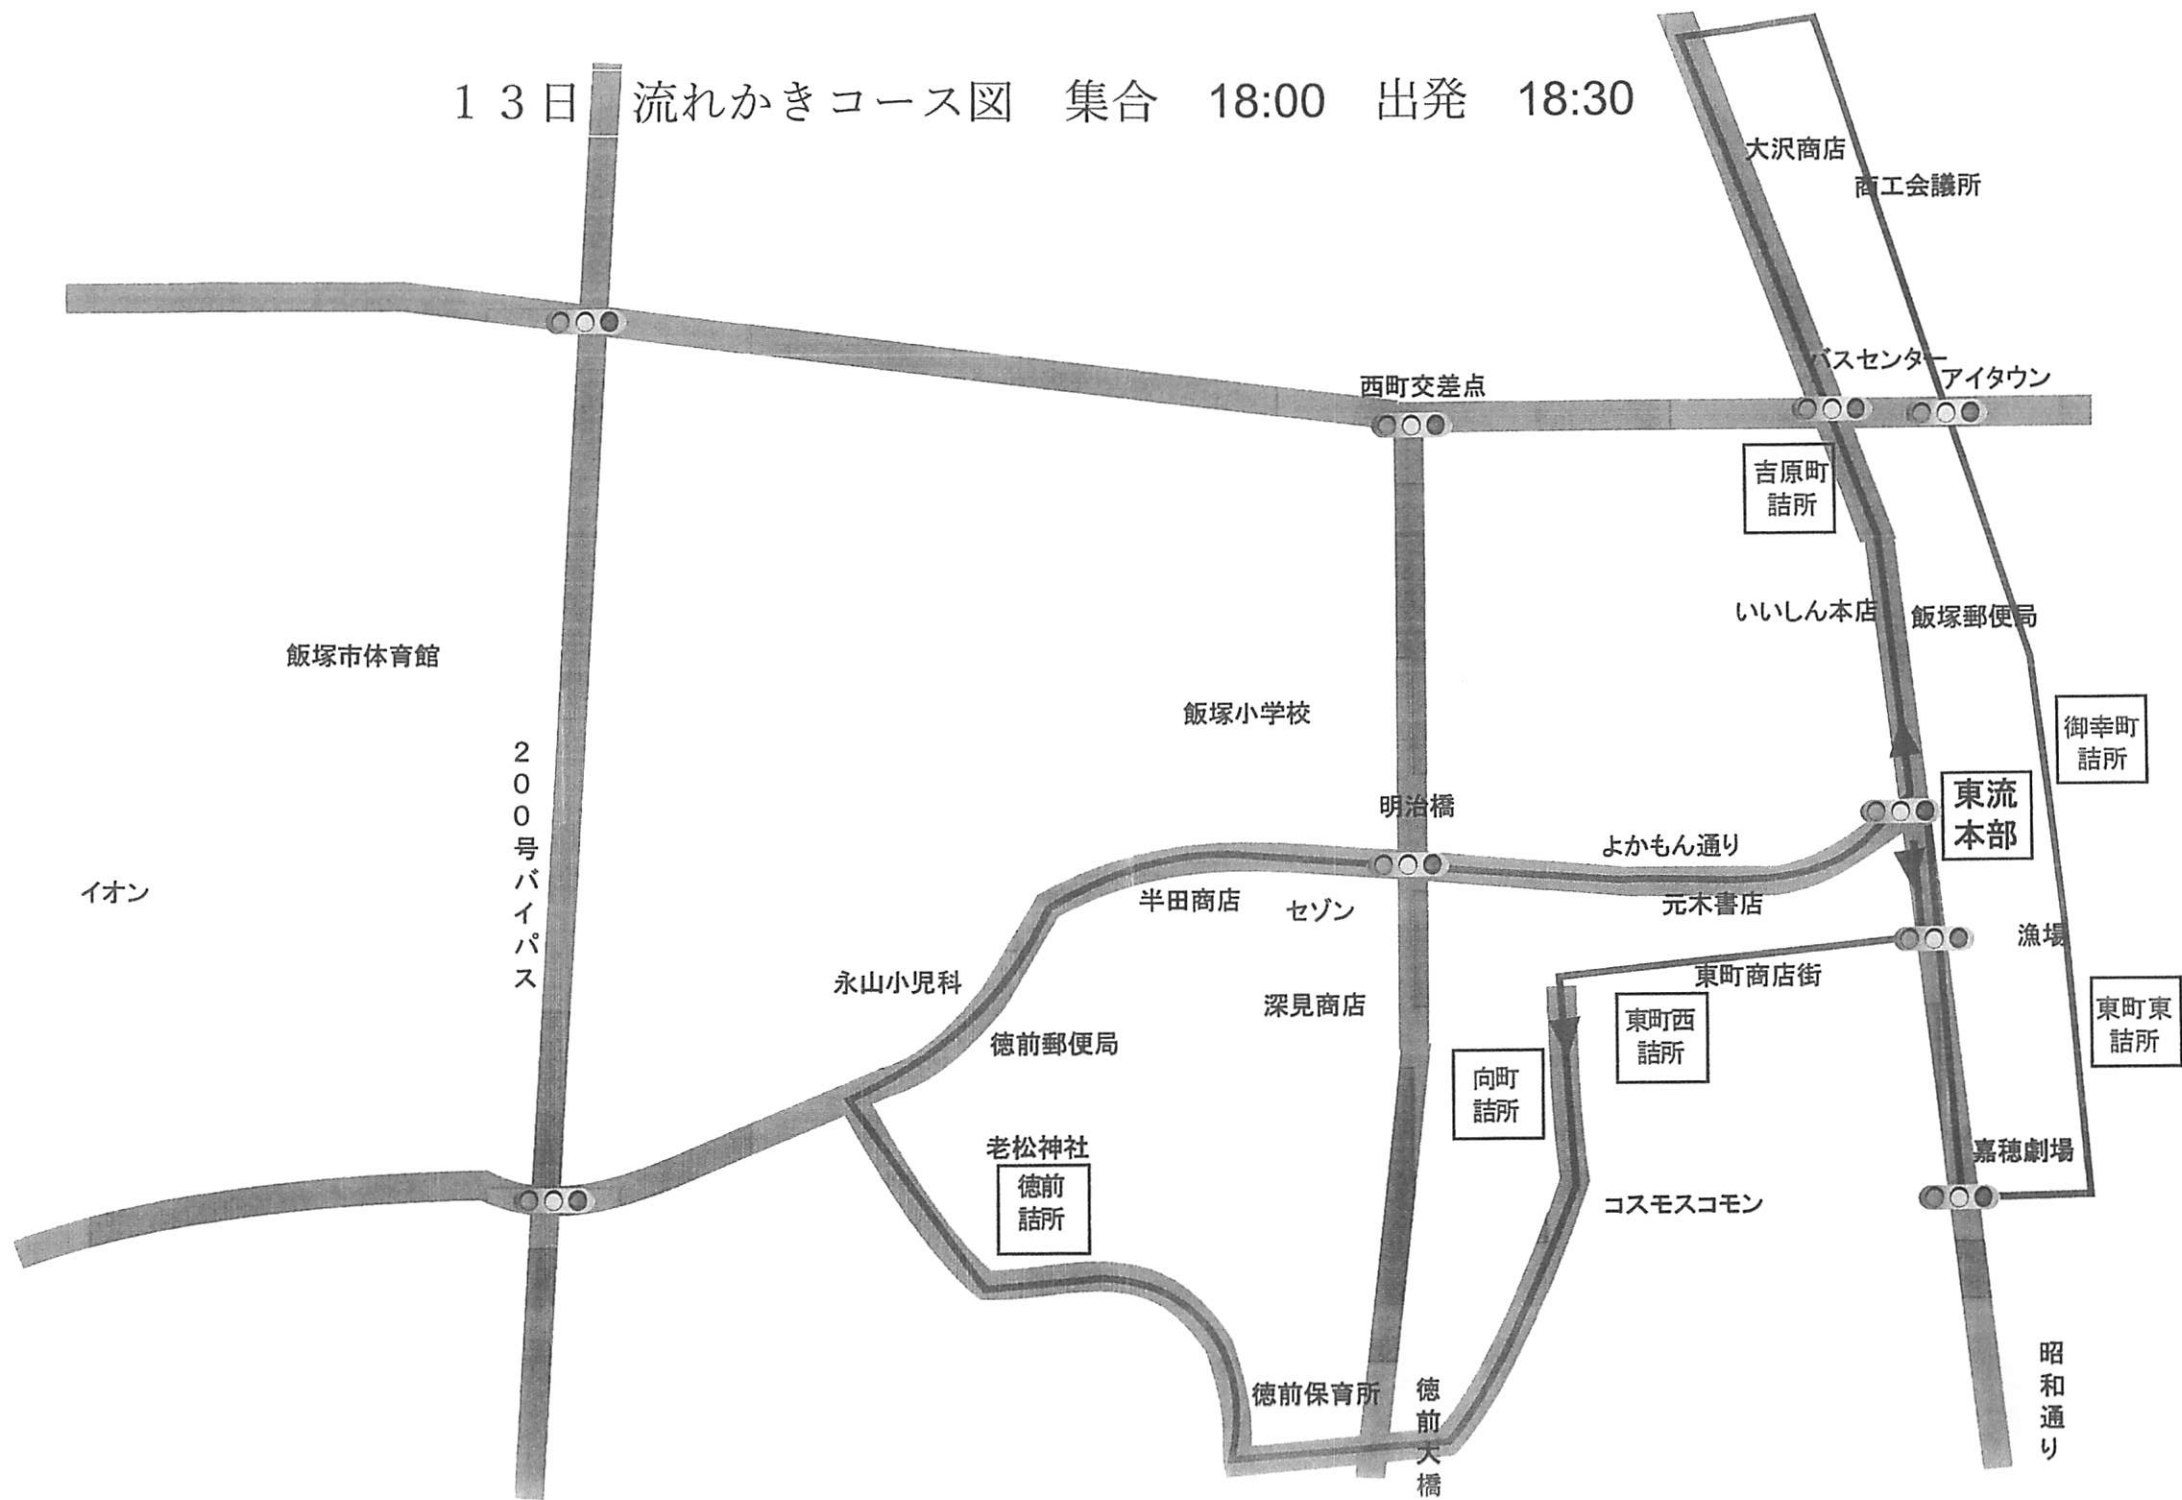 １３日　流れかきコース図　集合　18:00　出発　18:30
大沢商店
商工会議所
バスセンター
アイタウン
西町交差点
吉原町
詰所
いいしん本店
飯塚郵便局
飯塚市体育館
飯塚小学校
御幸町
詰所
２００号バイパス
明治橋
東流
本部
よかもん通り
イオン
半田商店
セゾン
元木書店
漁場
永山小児科
東町商店街
深見商店
東町西
詰所
東町東
詰所
徳前郵便局
向町
詰所
老松神社
徳前
詰所
嘉穂劇場
コスモスコモン
昭和通り
徳前保育所
徳前大橋